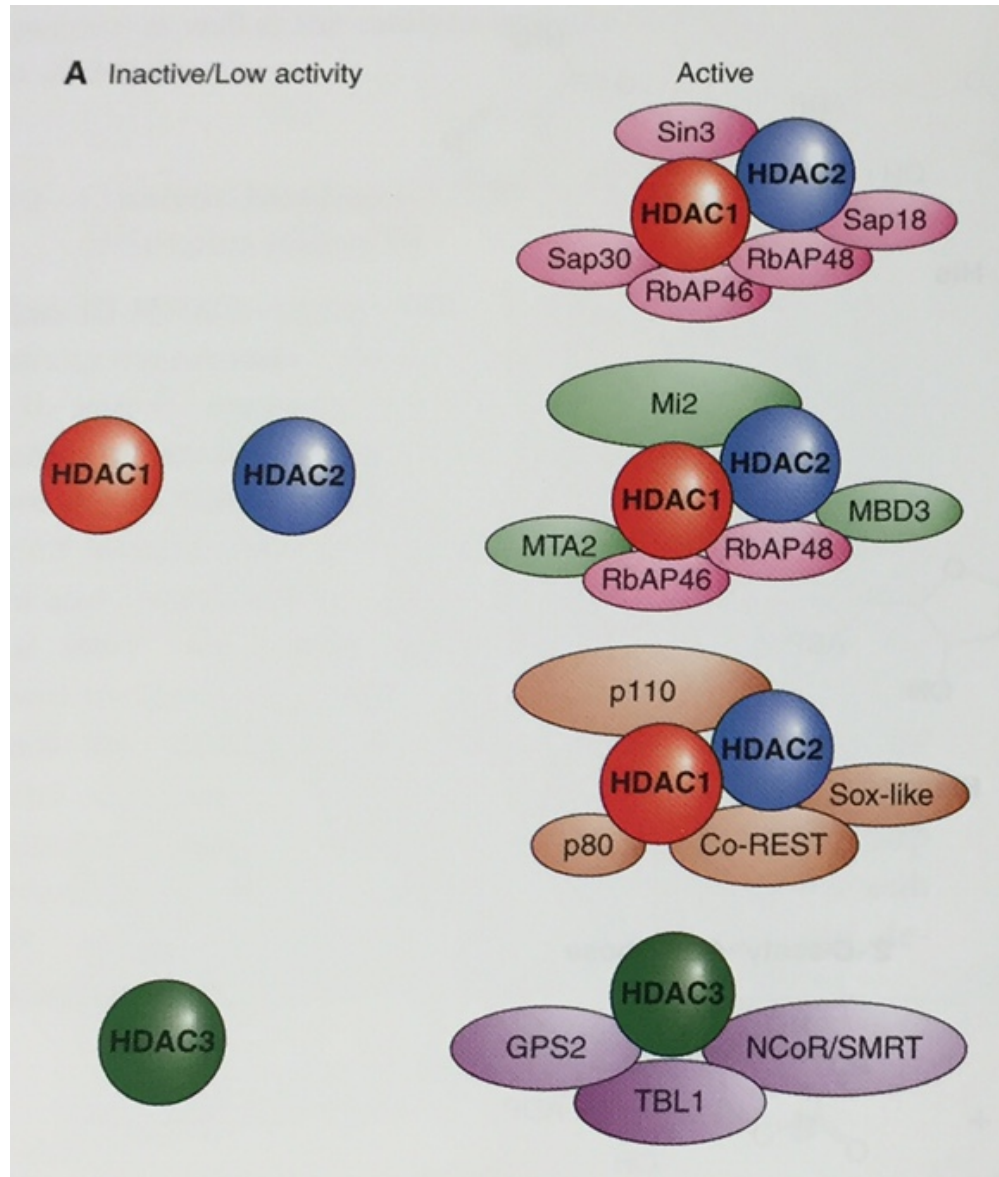 A Inactive/Low activity
Active
Sin3
HDAC2
HDAC1
Sap18
Sap30
RbAP48
RbAP46
Mi2
HDAC1
HDAC2
HDAC2
HDAC1
MBD3
MTA2
RbAP48
RbAP46
p110
HDAC2
HDAC1
Sox-like
p80
Co-REST
HDAC3
HDAC3
GPS2
NCoR/SMRT
TBL1